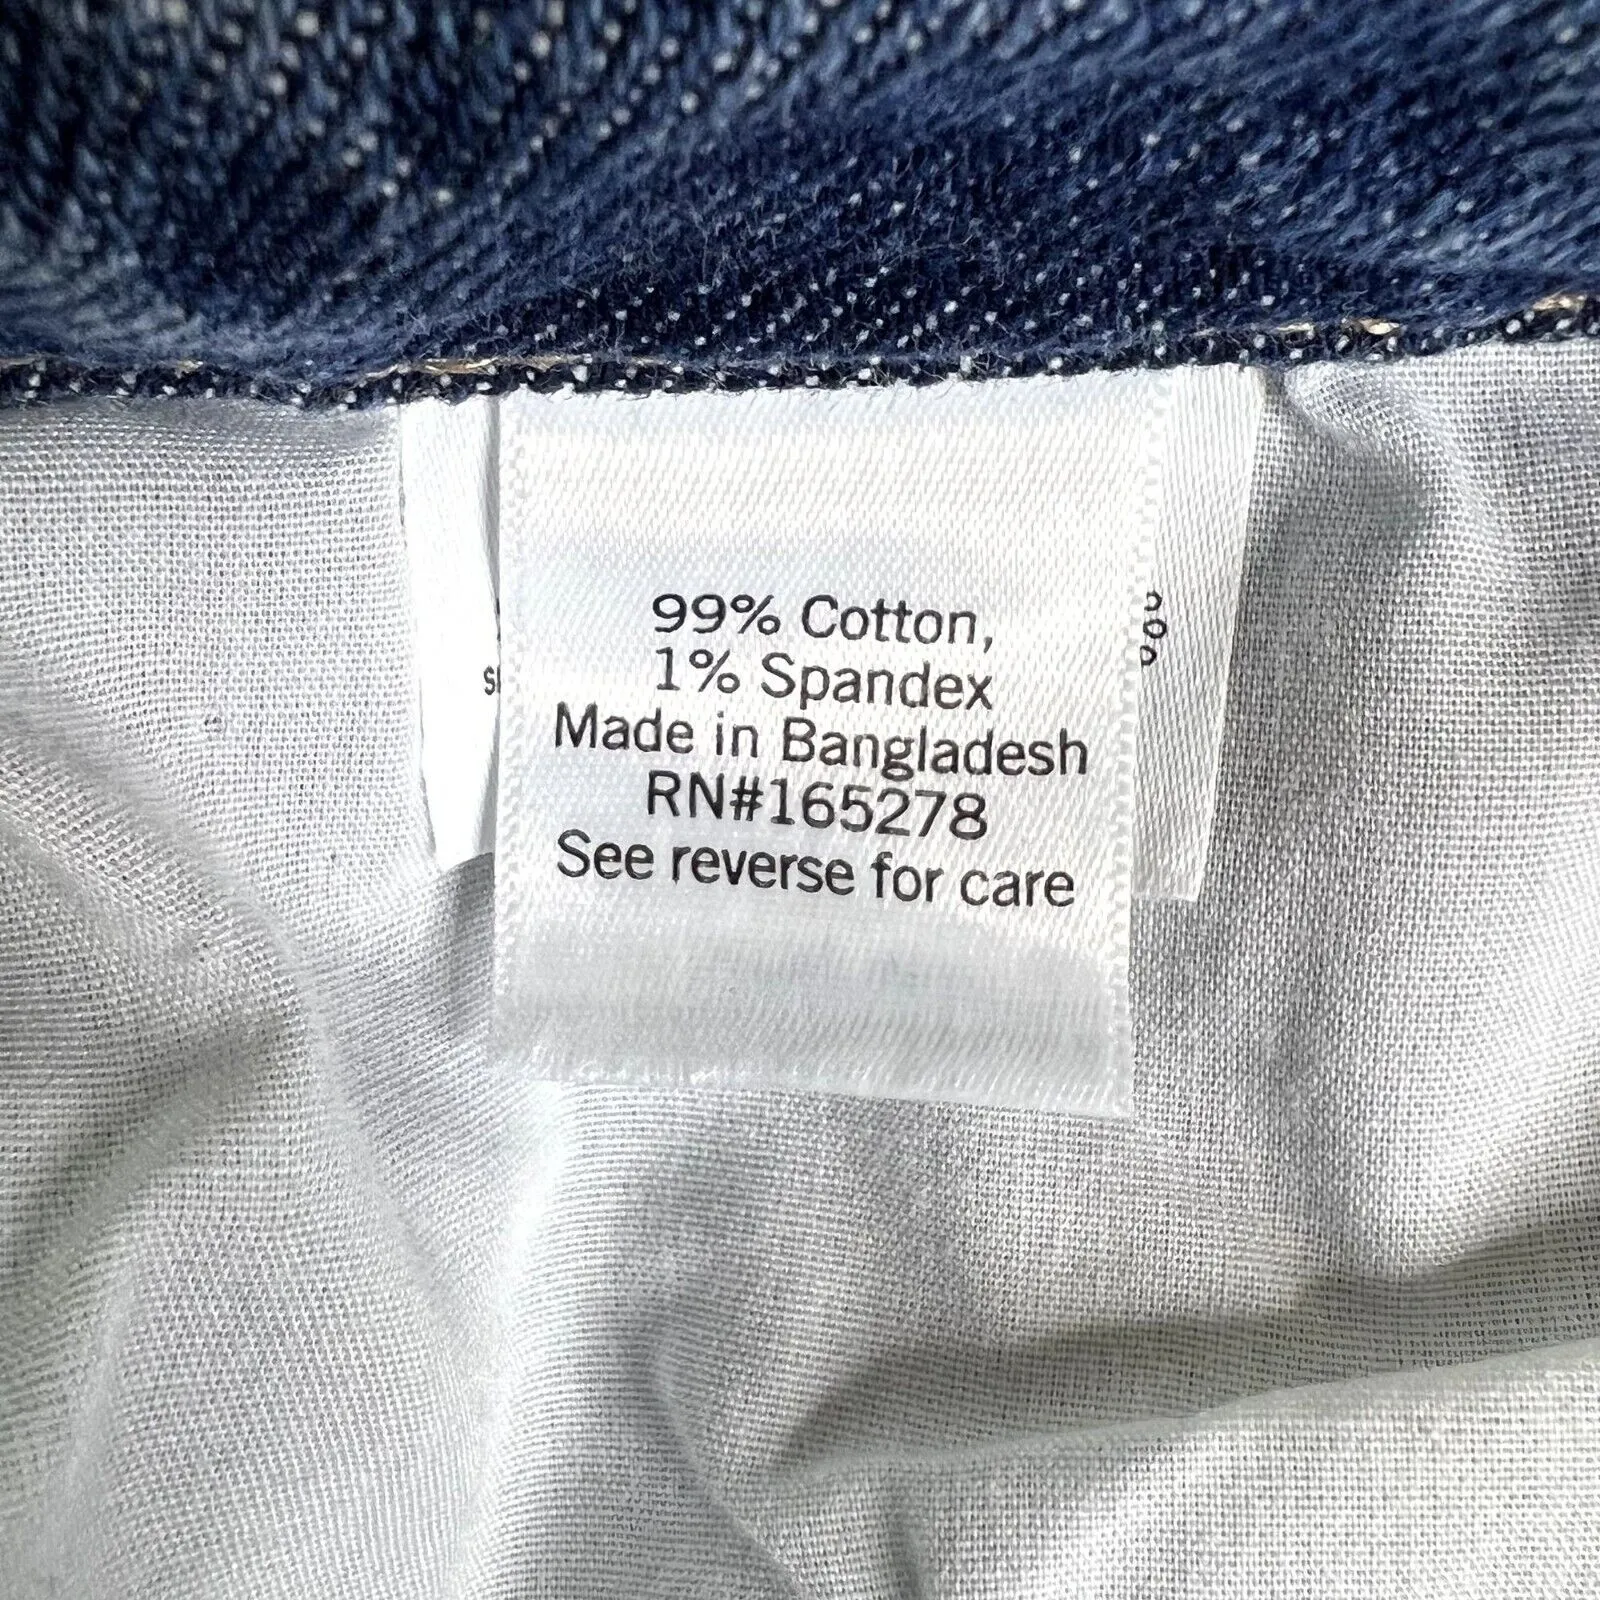 99% Cotton,
1% Spandex
Made in Bangladesh
RN#165278
See reverse for care